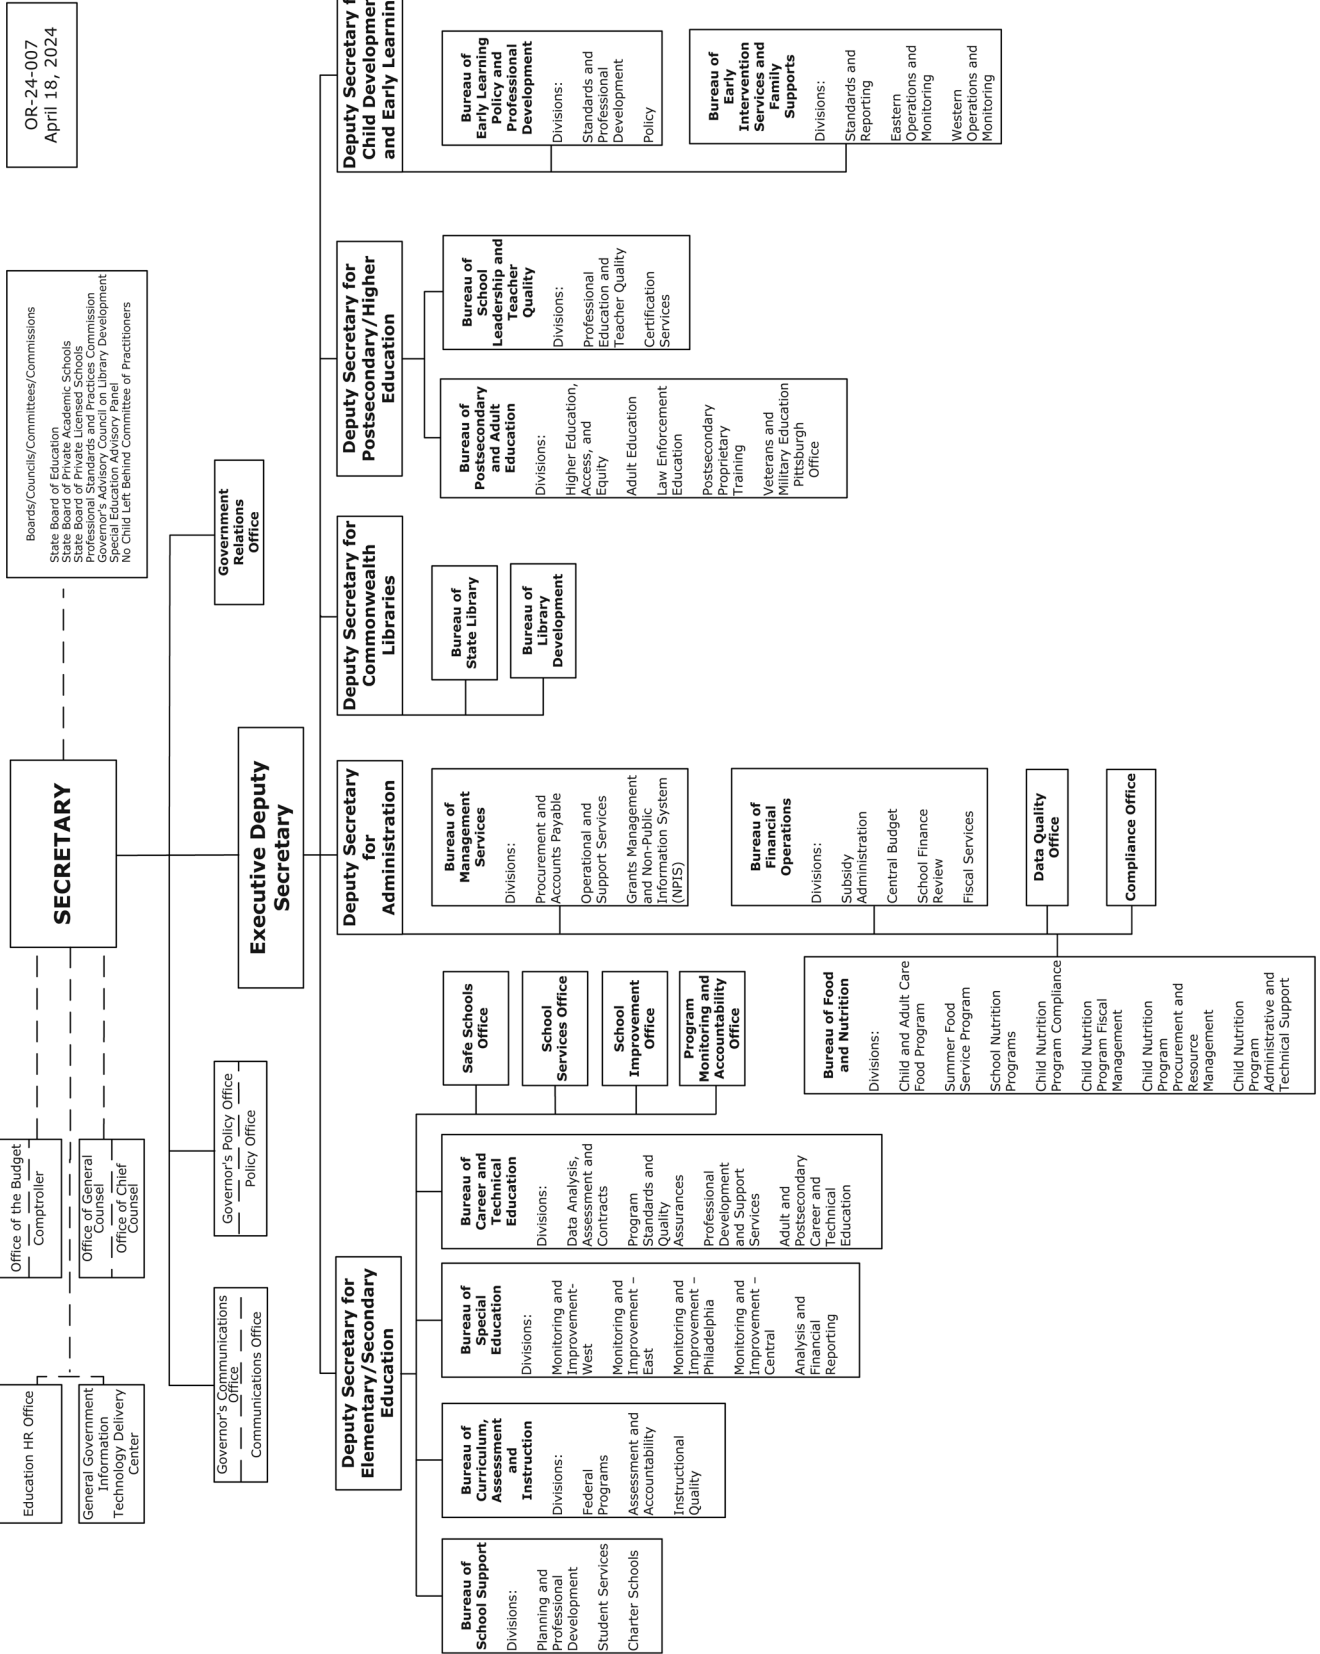 OR-24-007
April 18, 2024
Education HR Office
General Government
Information
Technology Delivery
Center
Office of the Budget
Comptroller
Office of General
Counsel
Office of Chief
Counsel
SECRETARY
Boards/Councils/Committees/Commissions
State Board of Education
State Board of Private Academic Schools
State Board of Private Licensed Schools
Professional Standards and Practices Commission
Governor's Advisory Council on Library Development
Special Education Advisory Panel
No Child Left Behind Committee of Practitioners
Governor's Communications
Office
Communications Office
Governor's Policy Office
Policy Office
Government
Relations
Office
Executive Deputy
Secretary
Deputy Secretary for
Elementary/Secondary
Education
Bureau of
School Support
Divisions:
Planning and
Professional
Development
Student Services
Charter Schools
Bureau of
Curriculum,
Assessment
and
Instruction
Divisions:
Federal
Programs
Assessment and
Accountability
Instructional
Quality
Bureau of
Special
Education
Divisions:
Monitoring and
Improvement-
West
Monitoring and
Improvement –
East
Monitoring and
Improvement –
Philadelphia
Monitoring and
Improvement –
Central
Analysis and
Financial
Reporting
Bureau of
Career and
Technical
Education
Divisions:
Data Analysis,
Assessment and
Contracts
Program
Standards and
Quality
Assurances
Professional
Development
and Support
Services
Adult and
Postsecondary
Career and
Technical
Education
Safe Schools
Office
School
Services Office
School
Improvement
Office
Program
Monitoring and
Accountability
Office
Deputy Secretary
for
Administration
Bureau of
Management
Services
Divisions:
Procurement and
Accounts Payable
Operational and
Support Services
Grants Management
and Non-Public
Information System
(NPIS)
Bureau of
Financial
Operations
Divisions:
Subsidy
Administration
Central Budget
School Finance
Review
Fiscal Services
Data Quality
Office
Compliance Office
Bureau of Food
and Nutrition
Divisions:
Child and Adult Care
Food Program
Summer Food
Service Program
School Nutrition
Programs
Child Nutrition
Program Compliance
Child Nutrition
Program Fiscal
Management
Child Nutrition
Program
Procurement and
Resource
Management
Child Nutrition
Program
Administrative and
Technical Support
Deputy Secretary for
Commonwealth
Libraries
Bureau of
State Library
Bureau of
Library
Development
Deputy Secretary for
Postsecondary/Higher
Education
Bureau of
Postsecondary
and Adult
Education
Divisions:
Higher Education,
Access, and
Equity
Adult Education
Law Enforcement
Education
Postsecondary
Proprietary
Training
Veterans and
Military Education
Pittsburgh
Office
Bureau of
School
Leadership and
Teacher
Quality
Divisions:
Professional
Education and
Teacher Quality
Certification
Services
Deputy Secretary
Child Development
and Early Learning
Bureau of
Early Learning
Policy and
Professional
Development
Divisions:
Standards and
Professional
Development
Policy
Bureau of
Early
Intervention
Services and
Family
Supports
Divisions:
Standards and
Reporting
Eastern
Operations and
Monitoring
Western
Operations and
Monitoring